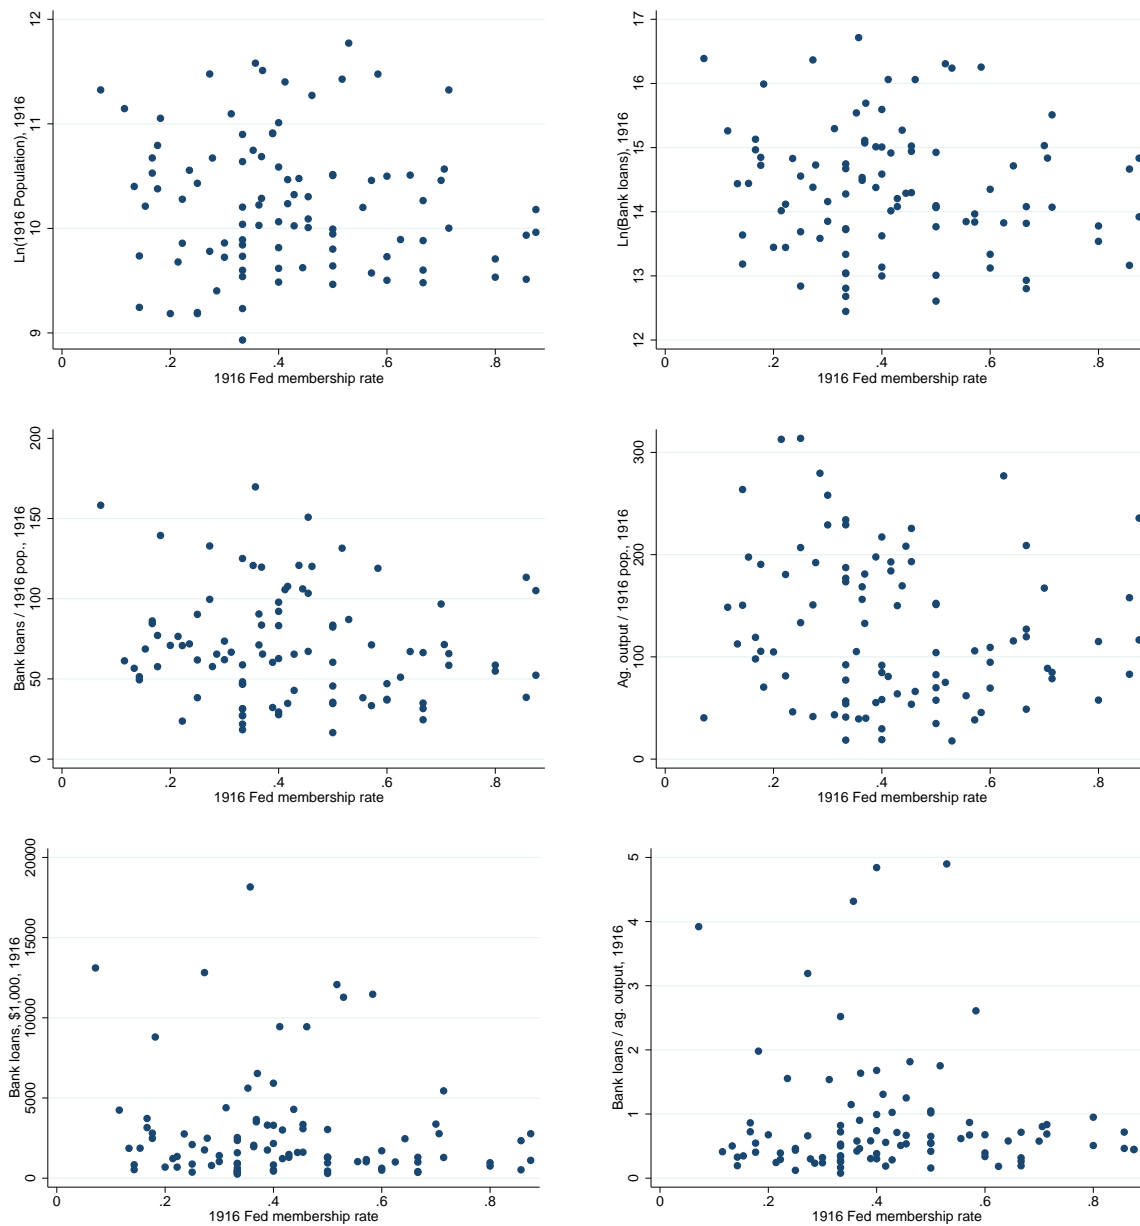 Ln(1916 Population), 1916
12
11
10
9
0 .2 .4 .6 .8
1916 Fed membership rate
Ln(Bank loans), 1916
17
16
15
14
13
12
0 .2 .4 .6 .8
1916 Fed membership rate
Bank loans / 1916 pop., 1916
200
150
100
50
0
0 .2 .4 .6 .8
1916 Fed membership rate
Ag. output / 1916 pop., 1916
300
200
100
0
0 .2 .4 .6 .8
1916 Fed membership rate
Bank loans, $1,000, 1916
20000
15000
10000
5000
0
0 .2 .4 .6 .8
1916 Fed membership rate
Bank loans / ag. output, 1916
5
4
3
2
1
0
0 .2 .4 .6 .8
1916 Fed membership rate